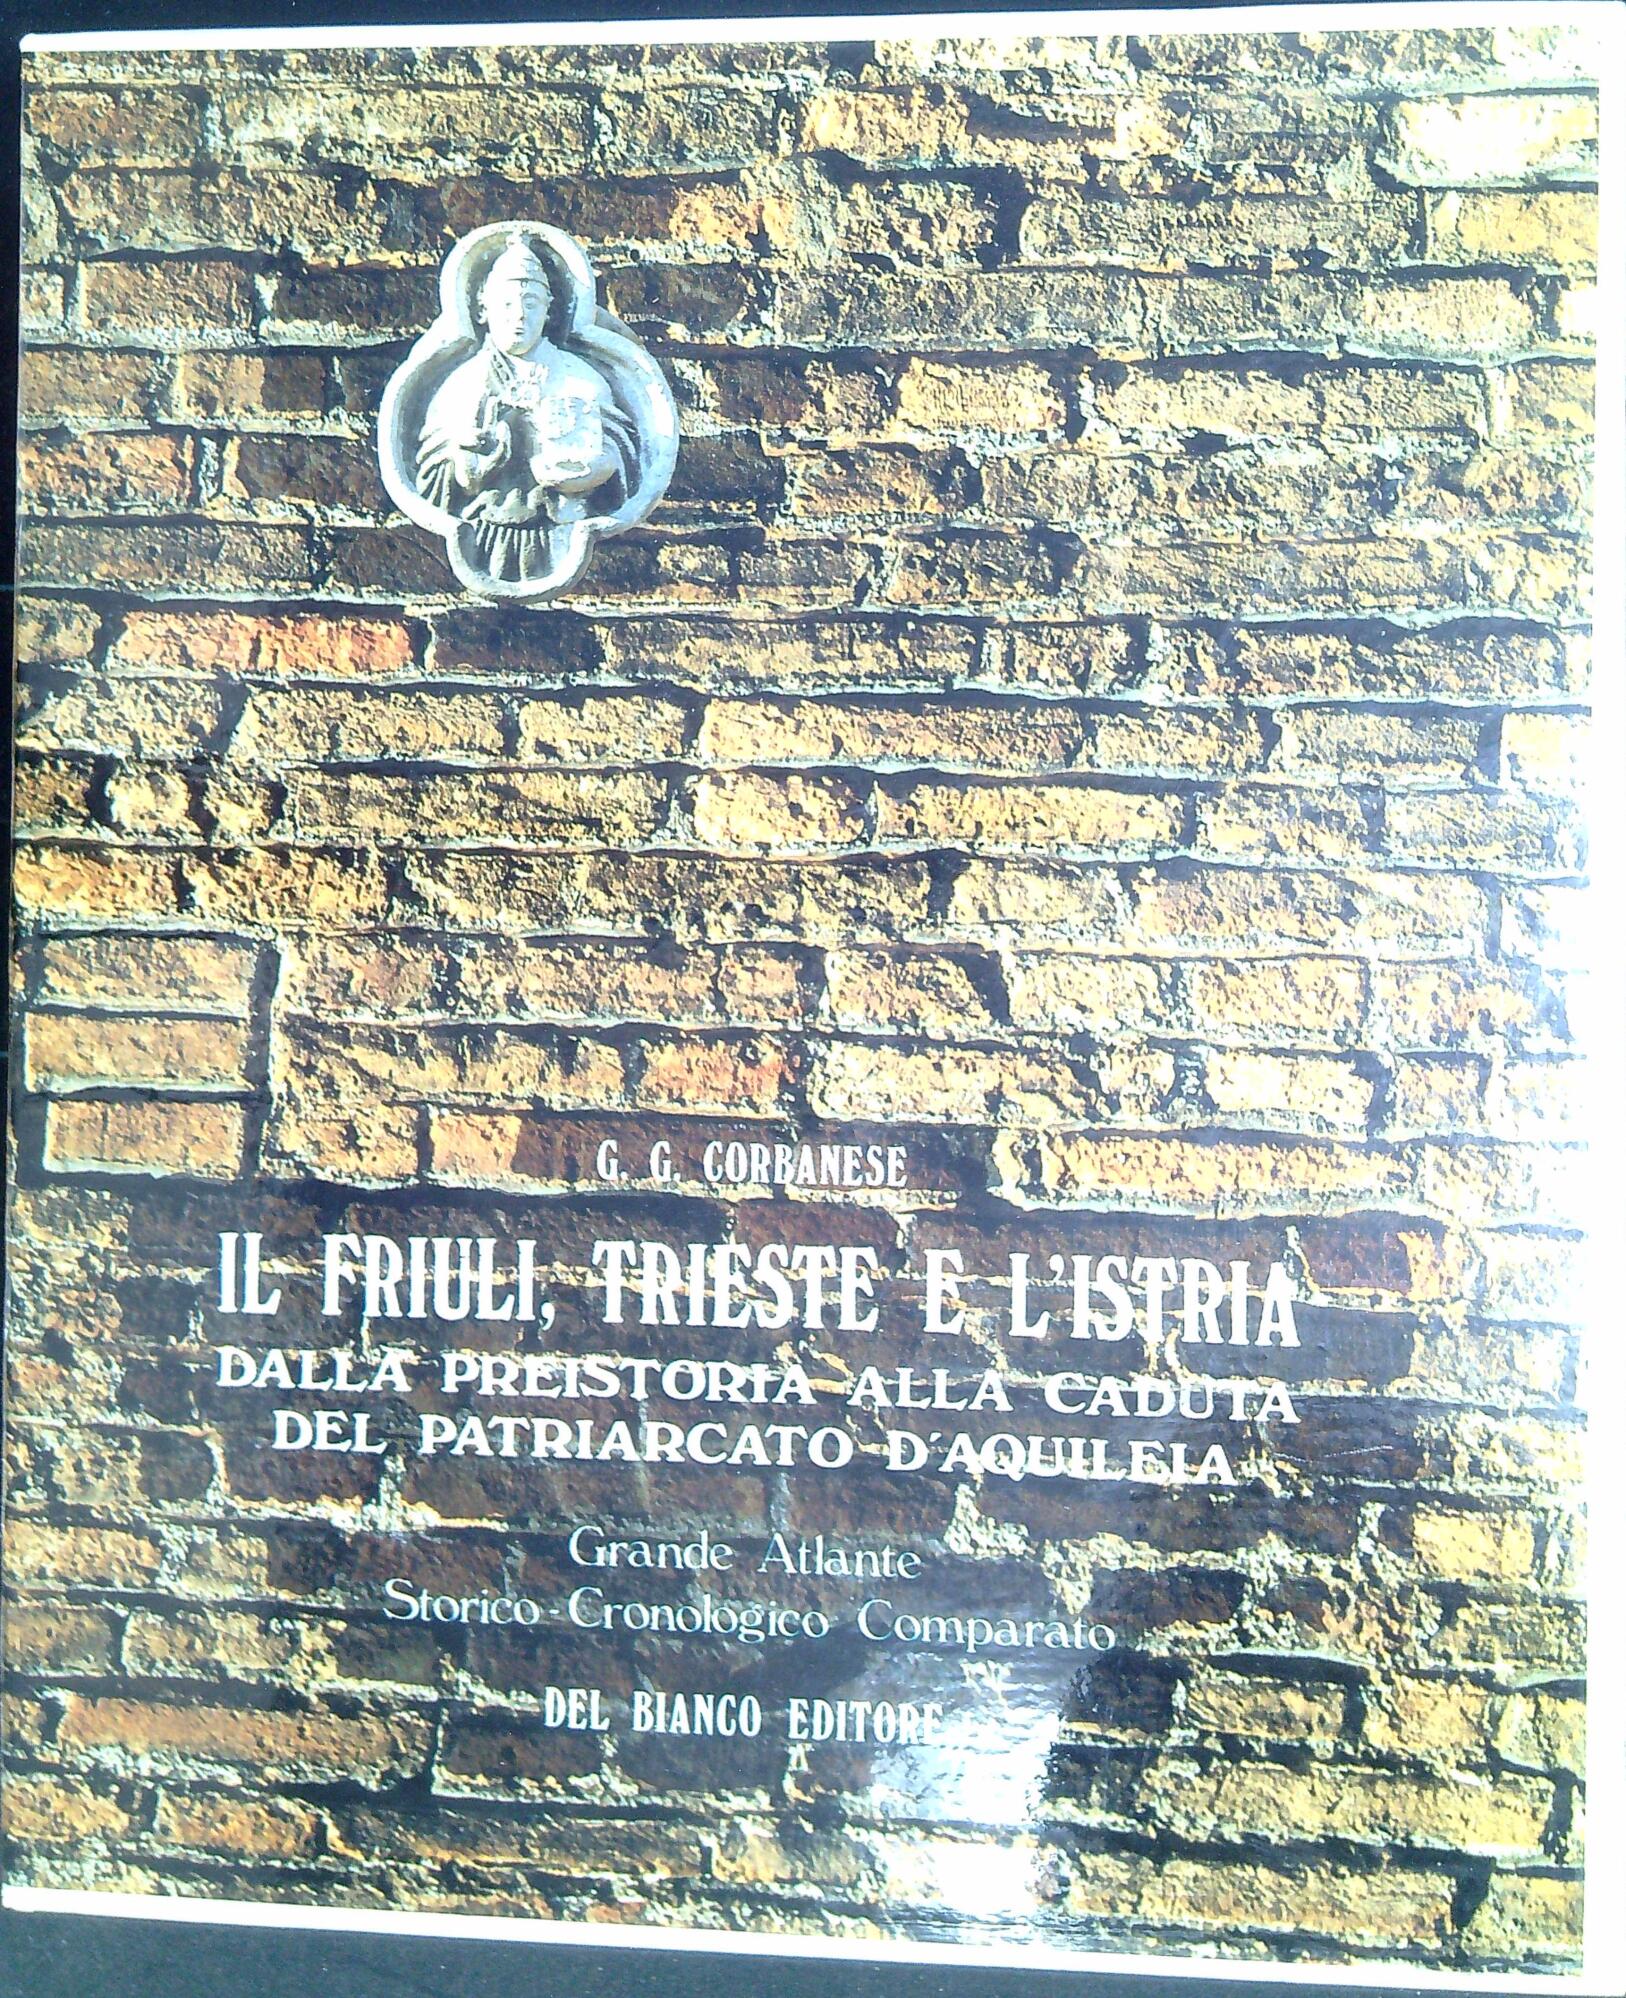 G. G. CORBANESE
IL FRIULI, TRIESTE E L'ISTRIA
DALLA PREISTORIA ALLA CADUTA
DEL PATRIARCATO D'AQUILEIA
Grande Atlante
Storico-Cronologico Comparato
DEL BIANCO EDITORE